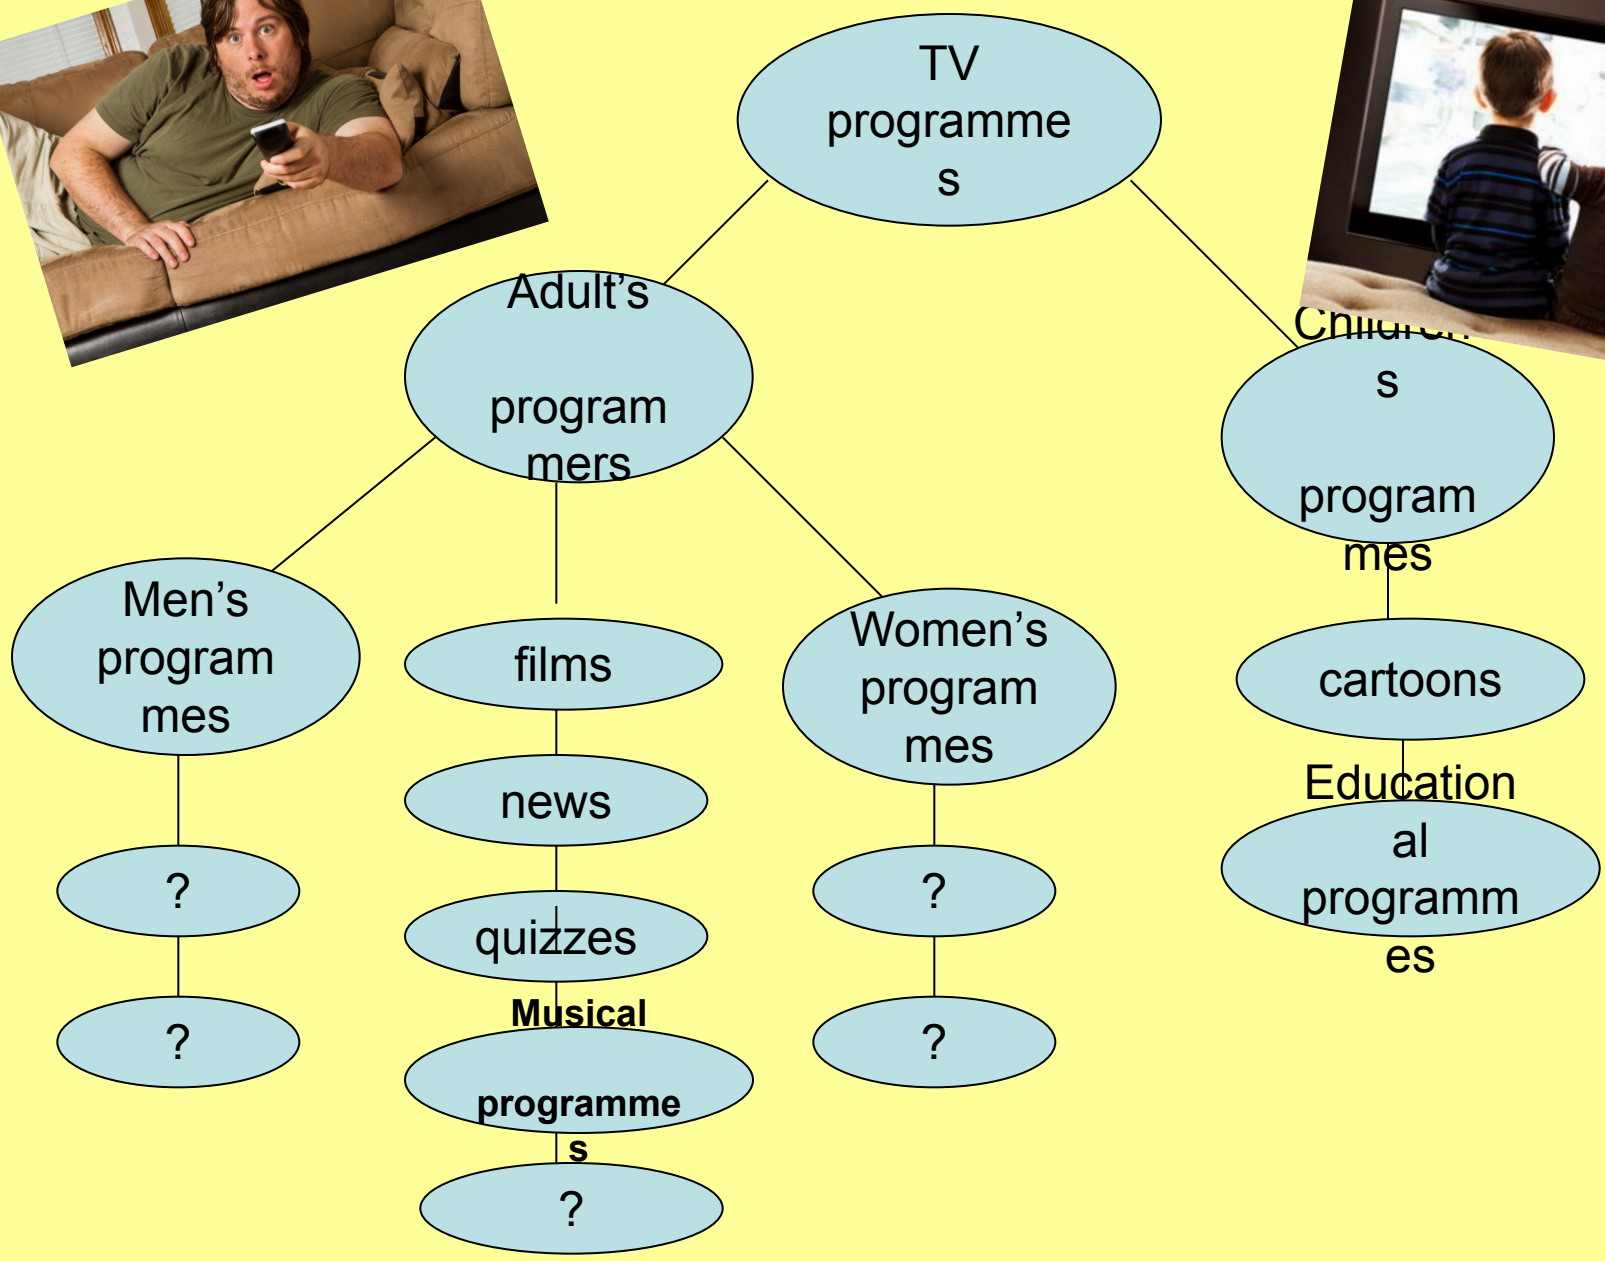 TV
programme
s
Adult’s
program
mers
Children
s
program
mes
Men’s
program
mes
films
news
quizzes
Musical
programme
s
?
Women’s
program
mes
?
?
?
?
cartoons
Education
al
programm
es